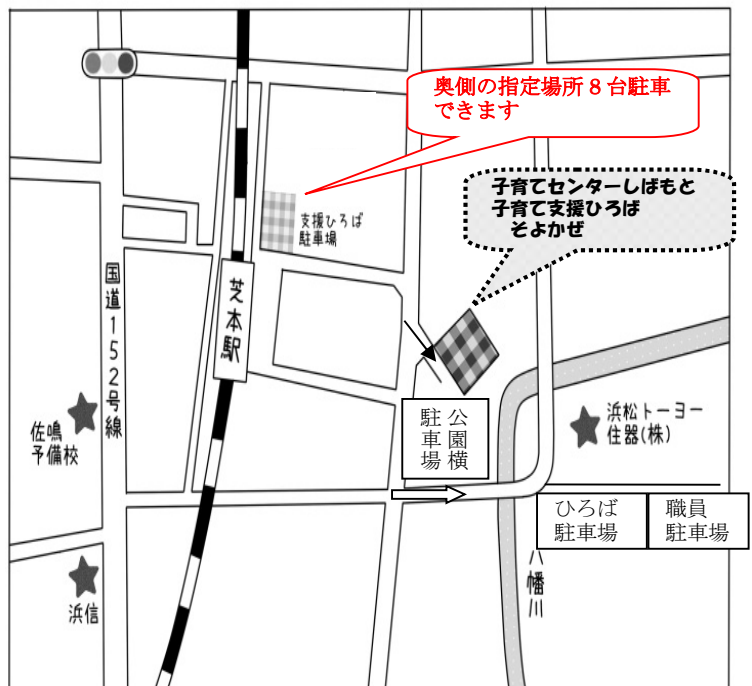 奥側の指定場所８台駐車
できます
子育てセンターしばもと
子育て支援ひろば
そよかぜ
支援ひろば
駐車場
国道152号線
芝本駅
佐鳴
予備校
公園横
駐車場
浜松トーヨー
住器(株)
ひろば
駐車場
職員
駐車場
八幡川
浜信